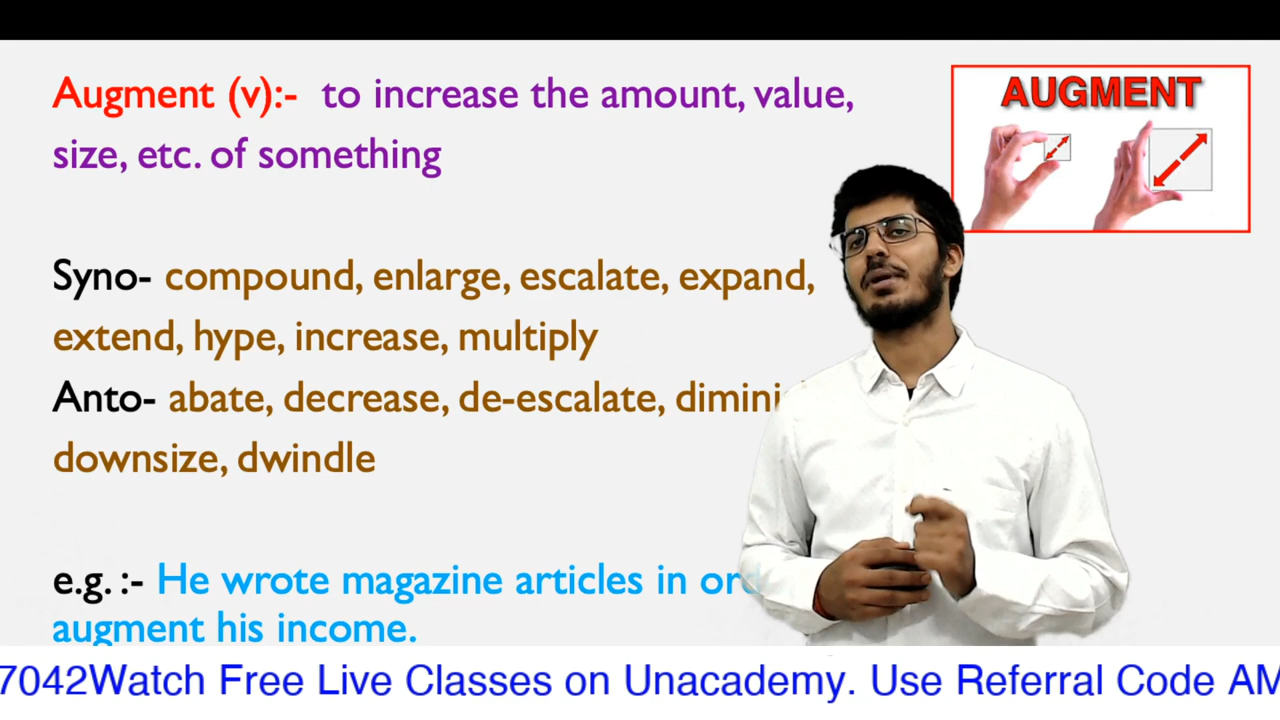 Augment (v):- to increase the amount, value,
size, etc. of something
AUGMENT
Syno- compound, enlarge, escalate, expand,
extend, hype, increase, multiply
Anto- abate, decrease, de-escalate,
downsize, dwindle
e.g. :- He wrote magazine articles in
augment his income.
7042Watch Free Live Classes on Unacademy. Use Referral Code AM